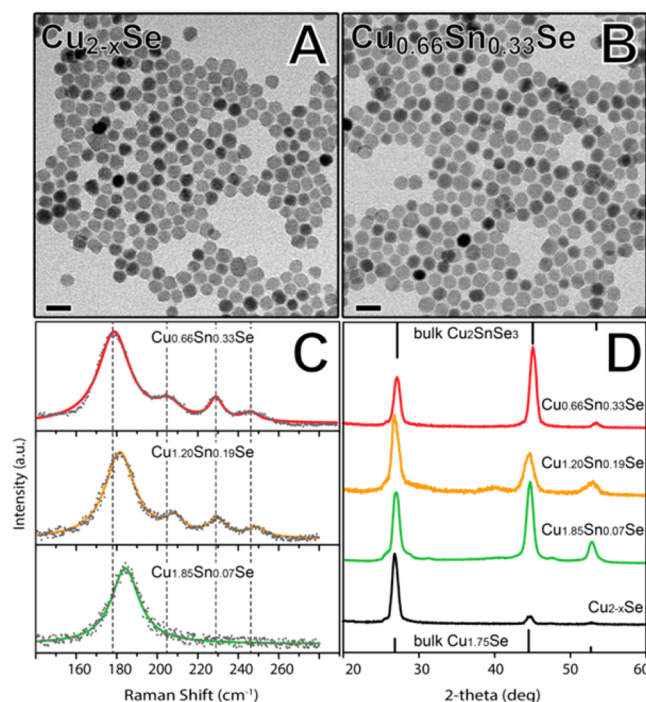 Cu2-xSe
A
Cu0.66Sn0.33Se
B
C
Cu0.66Sn0.33Se
Cu1.20Sn0.19Se
Cu1.85Sn0.07Se
Intensity (a.u.)
160 180 200 220 240 260
Raman Shift (cm-1)
D
bulk Cu2SnSe3
Cu0.66Sn0.33Se
Cu1.20Sn0.19Se
Cu1.85Sn0.07Se
Cu2-xSe
bulk Cu1.75Se
20 30 40 50 60
2-theta (deg)